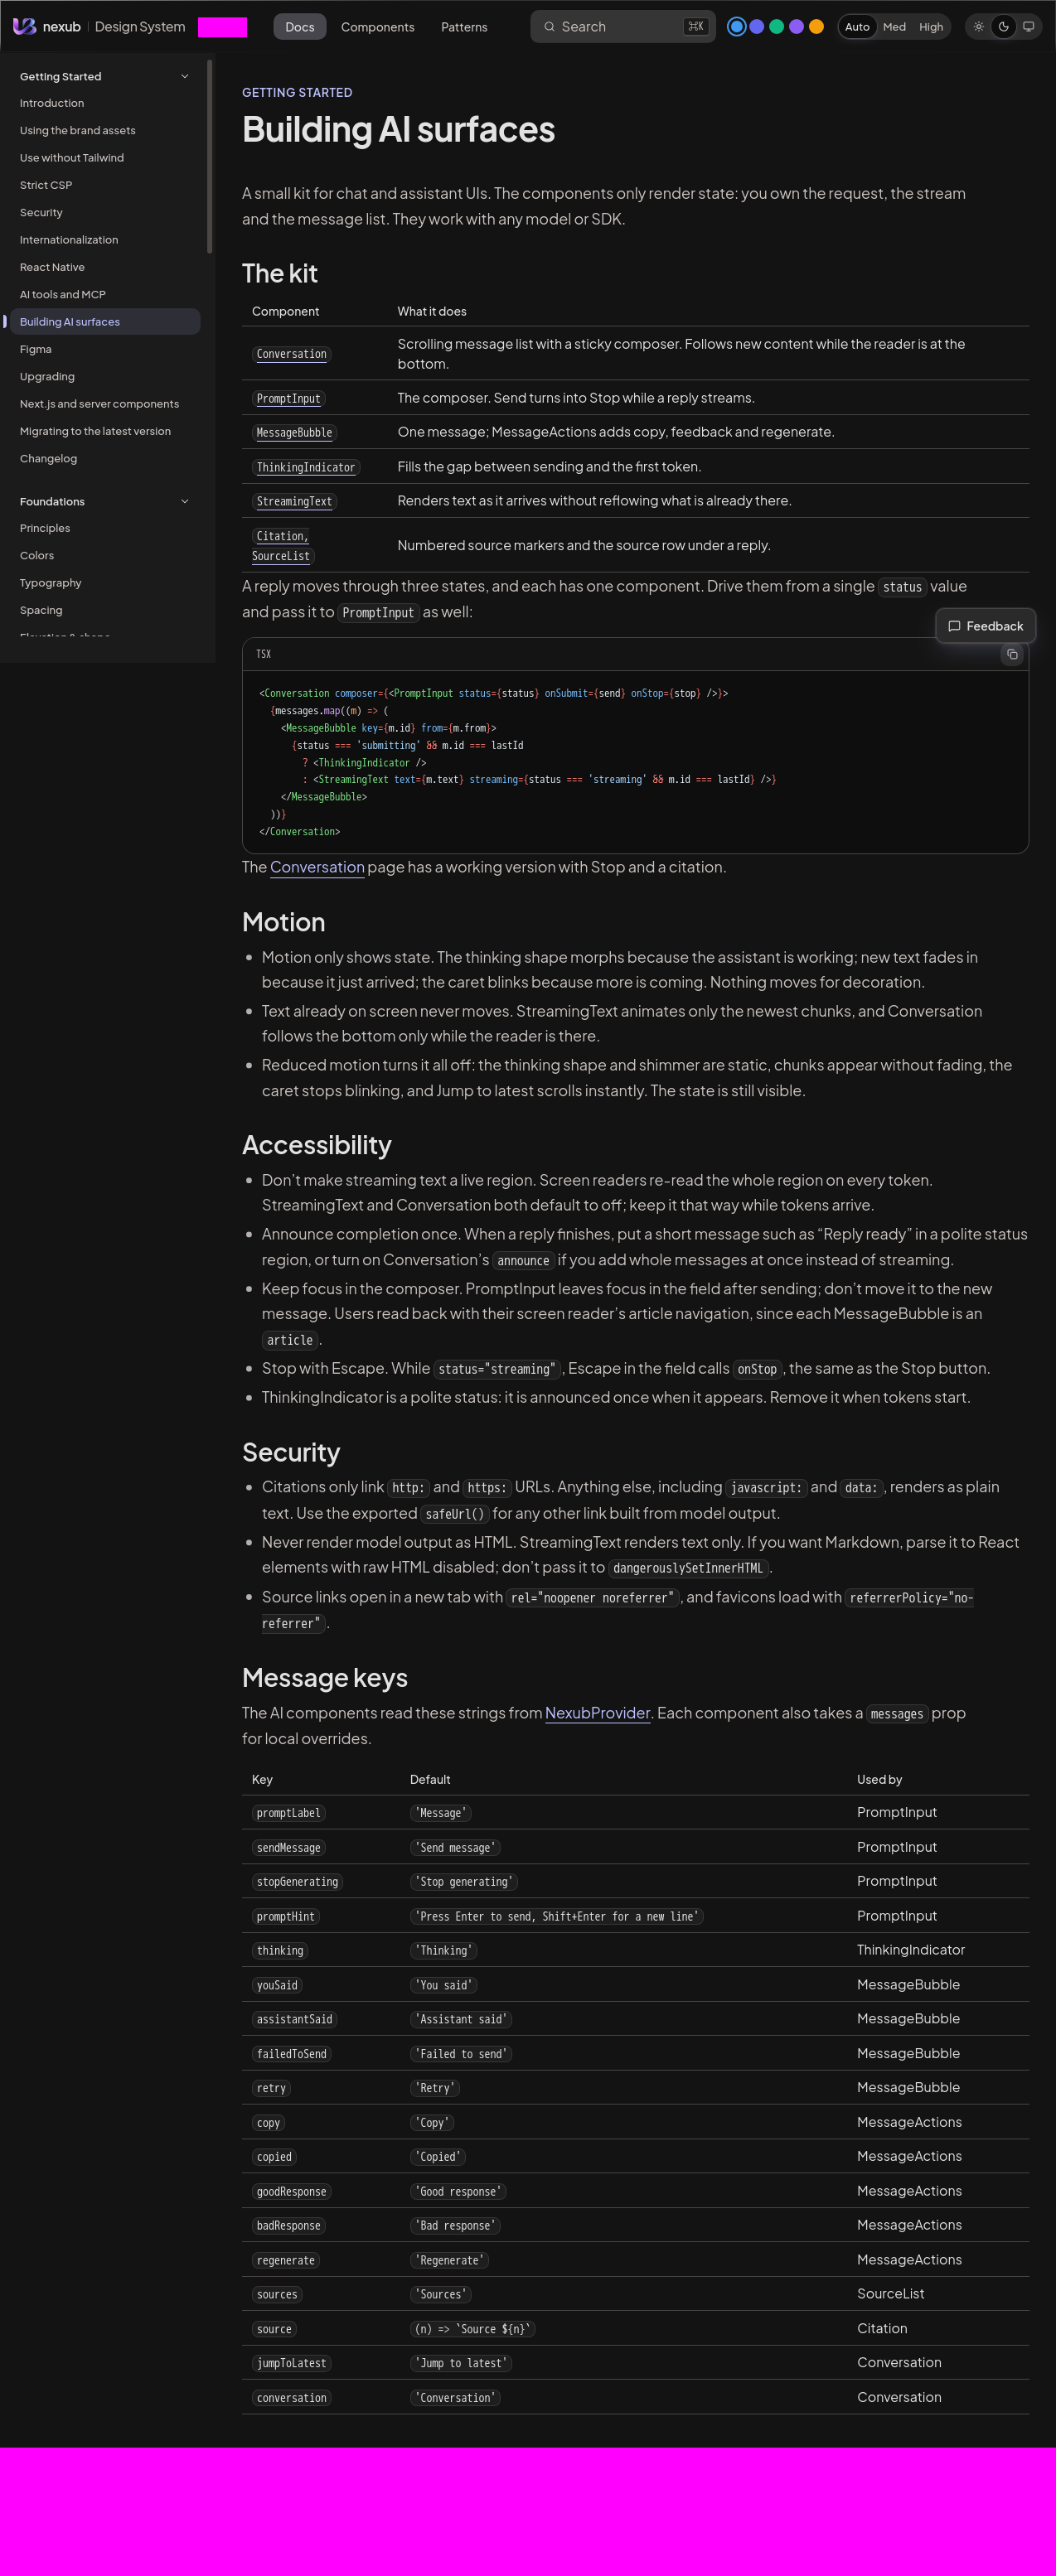 nexub Design System Docs Components Patterns Search ⌘K Auto Med High
Getting Started
Introduction
Using the brand assets
Use without Tailwind
Strict CSP
Security
Internationalization
React Native
AI tools and MCP
Building AI surfaces
Figma
Upgrading
Next.js and server components
Migrating to the latest version
Changelog
Foundations
Principles
Colors
Typography
Spacing
GETTING STARTED
Building AI surfaces
A small kit for chat and assistant UIs. The components only render state: you own the request, the stream
and the message list. They work with any model or SDK.
The kit
Component What it does
Conversation Scrolling message list with a sticky composer. Follows new content while the reader is at the
bottom.
PromptInput The composer. Send turns into Stop while a reply streams.
MessageBubble One message; MessageActions adds copy, feedback and regenerate.
ThinkingIndicator Fills the gap between sending and the first token.
StreamingText Renders text as it arrives without reflowing what is already there.
Citation,
SourceList Numbered source markers and the source row under a reply.
A reply moves through three states, and each has one component. Drive them from a single status value
and pass it to PromptInput as well:
Feedback
TSX
<Conversation composer={<PromptInput status={status} onSubmit={send} onStop={stop} />}>
{messages.map((m) => (
<MessageBubble key={m.id} from={m.from}>
{status === 'submitting' && m.id === lastId
? <ThinkingIndicator />
: <StreamingText text={m.text} streaming={status === 'streaming' && m.id === lastId} />}
</MessageBubble>
))}
</Conversation>
The Conversation page has a working version with Stop and a citation.
Motion
• Motion only shows state. The thinking shape morphs because the assistant is working; new text fades in
because it just arrived; the caret blinks because more is coming. Nothing moves for decoration.
• Text already on screen never moves. StreamingText animates only the newest chunks, and Conversation
follows the bottom only while the reader is there.
• Reduced motion turns it all off: the thinking shape and shimmer are static, chunks appear without fading, the
caret stops blinking, and Jump to latest scrolls instantly. The state is still visible.
Accessibility
• Don’t make streaming text a live region. Screen readers re-read the whole region on every token.
StreamingText and Conversation both default to off; keep it that way while tokens arrive.
• Announce completion once. When a reply finishes, put a short message such as “Reply ready” in a polite status
region, or turn on Conversation’s announce if you add whole messages at once instead of streaming.
• Keep focus in the composer. PromptInput leaves focus in the field after sending; don’t move it to the new
message. Users read back with their screen reader’s article navigation, since each MessageBubble is an
article.
• Stop with Escape. While status="streaming", Escape in the field calls onStop, the same as the Stop button.
• ThinkingIndicator is a polite status: it is announced once when it appears. Remove it when tokens start.
Security
• Citations only link http: and https: URLs. Anything else, including javascript: and data:, renders as plain
text. Use the exported safeUrl() for any other link built from model output.
• Never render model output as HTML. StreamingText renders text only. If you want Markdown, parse it to React
elements with raw HTML disabled; don’t pass it to dangerouslySetInnerHTML.
• Source links open in a new tab with rel="noopener noreferrer", and favicons load with referrerPolicy="no-
referrer".
Message keys
The AI components read these strings from NexubProvider. Each component also takes a messages prop
for local overrides.
Key Default Used by
promptLabel 'Message' PromptInput
sendMessage 'Send message' PromptInput
stopGenerating 'Stop generating' PromptInput
promptHint 'Press Enter to send, Shift+Enter for a new line' PromptInput
thinking 'Thinking' ThinkingIndicator
youSaid 'You said' MessageBubble
assistantSaid 'Assistant said' MessageBubble
failedToSend 'Failed to send' MessageBubble
retry 'Retry' MessageBubble
copy 'Copy' MessageActions
copied 'Copied' MessageActions
goodResponse 'Good response' MessageActions
badResponse 'Bad response' MessageActions
regenerate 'Regenerate' MessageActions
sources 'Sources' SourceList
source (n) => `Source ${n}` Citation
jumpToLatest 'Jump to latest' Conversation
conversation 'Conversation' Conversation